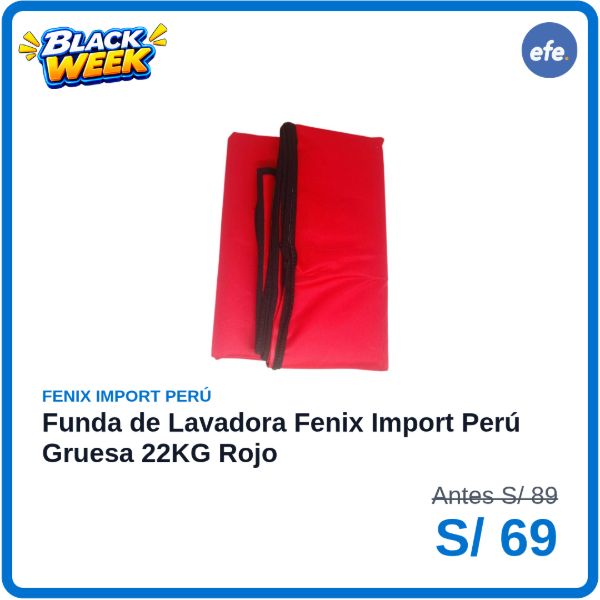 BLACK
WEEK
efe.
FENIX IMPORT PERÚ
Funda de Lavadora Fenix Import Perú
Gruesa 22KG Rojo
Antes S/ 89
S/ 69